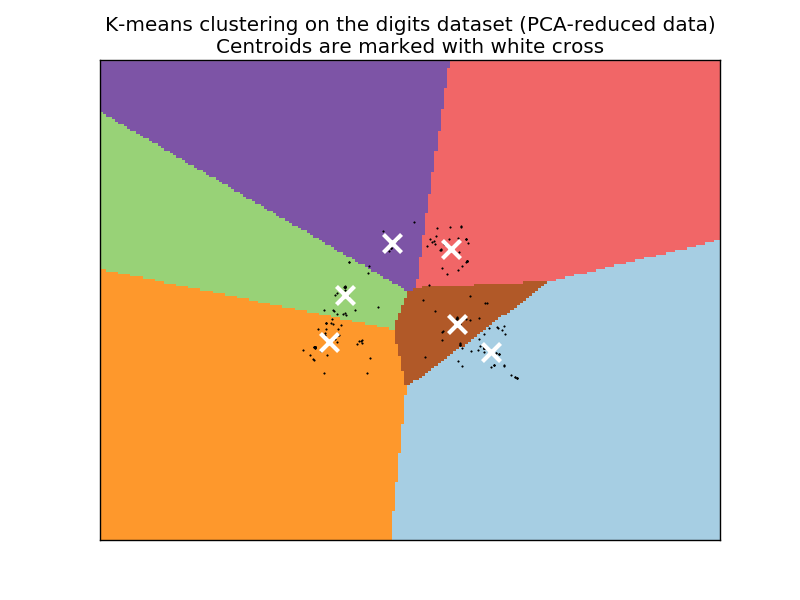 K-means clustering on the digits dataset (PCA-reduced data)
Centroids are marked with white cross